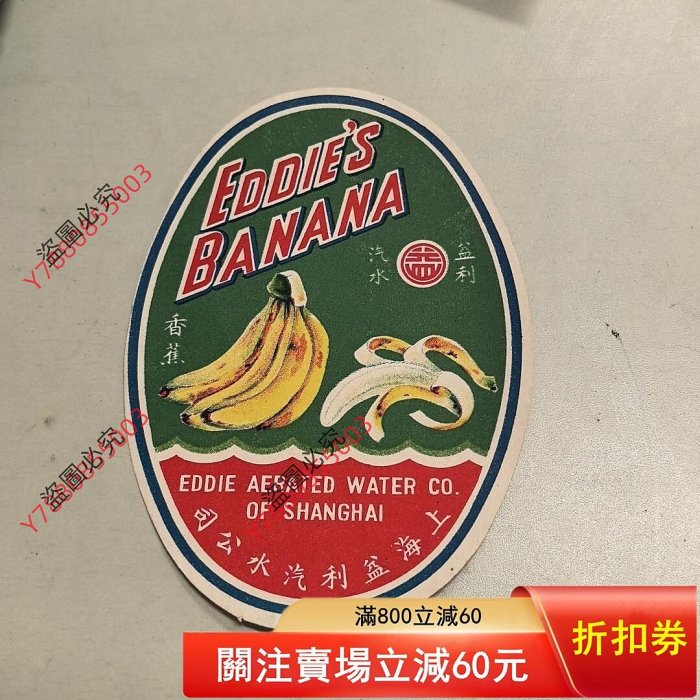 EDDIE'S
BANANA
汽水
益利
香蕉
EDDIE AERATED WATER CO.
OF SHANGHAI
司公水汽利益海上
盜圖必究
盜圖必究
盜圖必究
滿800立減60
關注賣場立減60元
折扣券